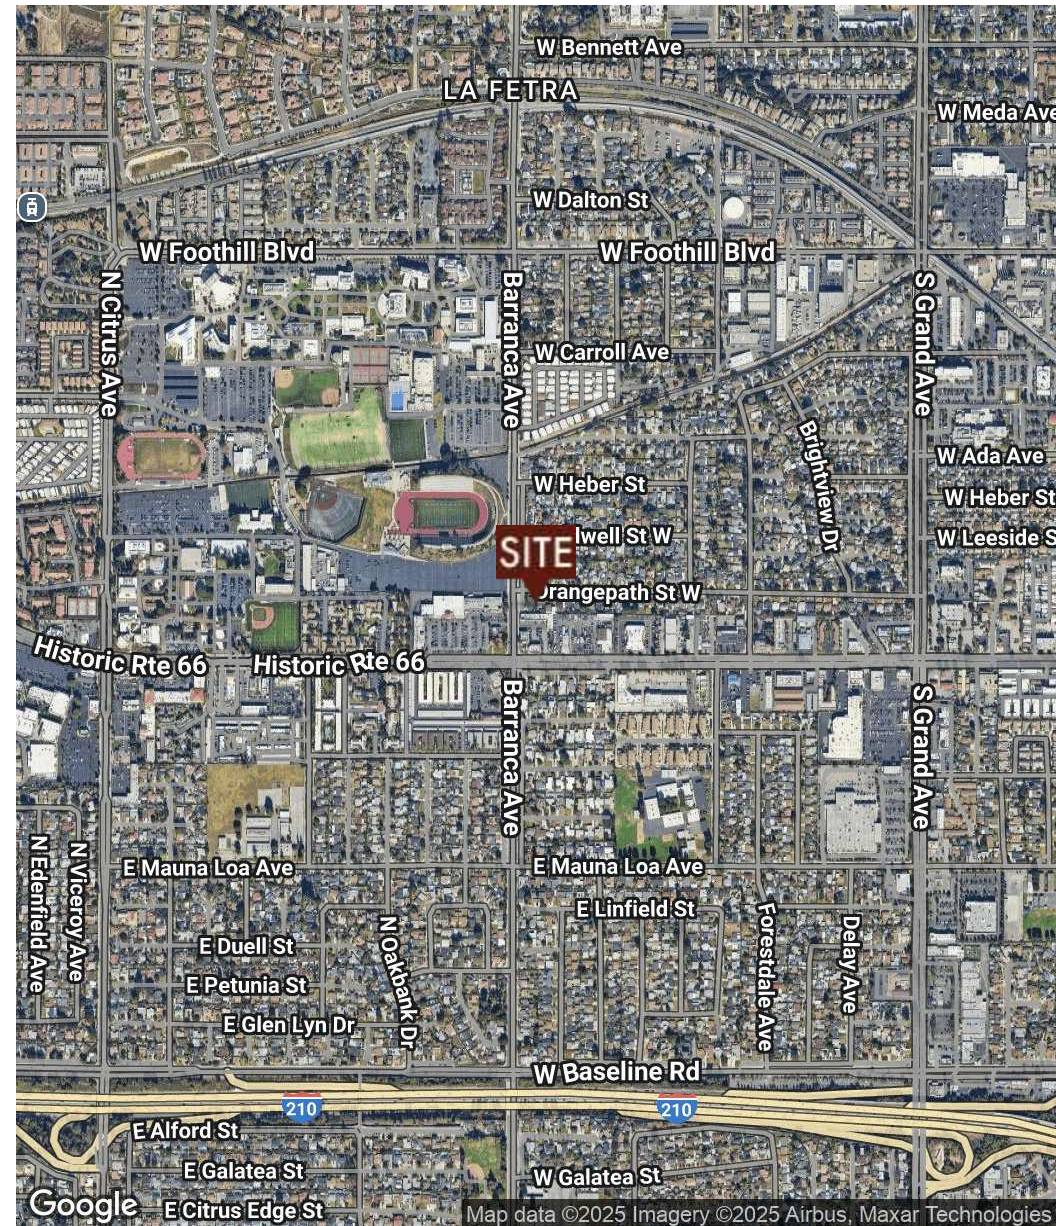 W Bennett Ave
LA FETRA
W Meda Ave
W Dalton St
W Foothill Blvd
W Foothill Blvd
N Citrus Ave
Barranca Ave
S Grand Ave
W Carroll Ave
Brightview Dr
W Ada Ave
W Heber St
W Heber St
lwell St W
W Leeside S
SITE
Orangepath St W
Historic Rte 66
Historic Rte 66
Barranca Ave
S Grand Ave
N Edenfield Ave
N Viceroy Ave
E Mauna Loa Ave
E Mauna Loa Ave
E Linfield St
N Oakbank Dr
Forestdale Ave
Delay Ave
E Duell St
E Petunia St
E Glen Lyn Dr
W Baseline Rd
210
210
E Alford St
E Galatea St
W Galatea St
Google
E Citrus Edge St
Map data ©2025 Imagery ©2025 Airbus, Maxar Technologies